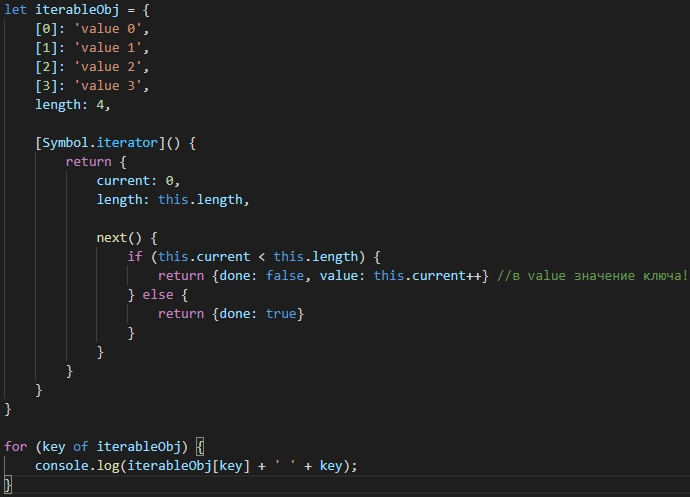 let iterableObj = {
    [0]: 'value 0',
    [1]: 'value 1',
    [2]: 'value 2',
    [3]: 'value 3',
    length: 4,

    [Symbol.iterator]() {
        return {
            current: 0,
            length: this.length,

            next() {
                if (this.current < this.length) {
                    return {done: false, value: this.current++} //в value значение ключа!
                } else {
                    return {done: true}
                }
            }
        }
    }
}

for (key of iterableObj) {
    console.log(iterableObj[key] + ' ' + key);
}